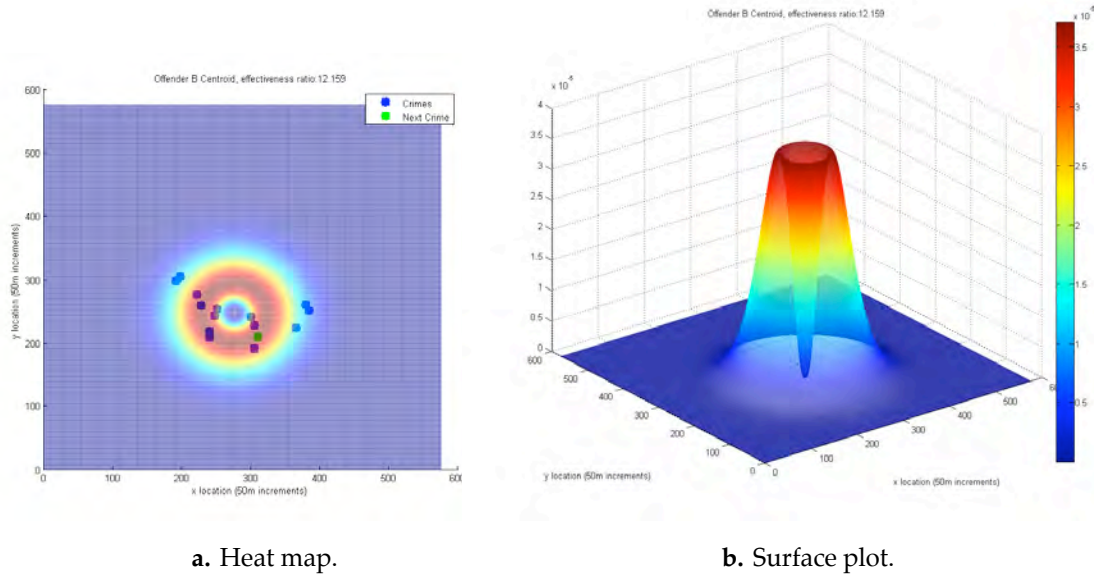 Offender B Centroid, effectiveness ratio:12.159
600
500
400
300
200
100
0
0 100 200 300 400 500 600
y location (50m increments)
x location (50m increments)
Crimes
Next Crime
a. Heat map.
Offender B Centroid, effectiveness ratio:12.159
x 10
4
3.5
3
2.5
2
1.5
1
0.5
0
600
500
400
300
200
100
0
0
100
200
300
400
500
y location (50m increments)
x location (50m increments)
x 10
3.5
3
2.5
2
1.5
1
0.5
b. Surface plot.